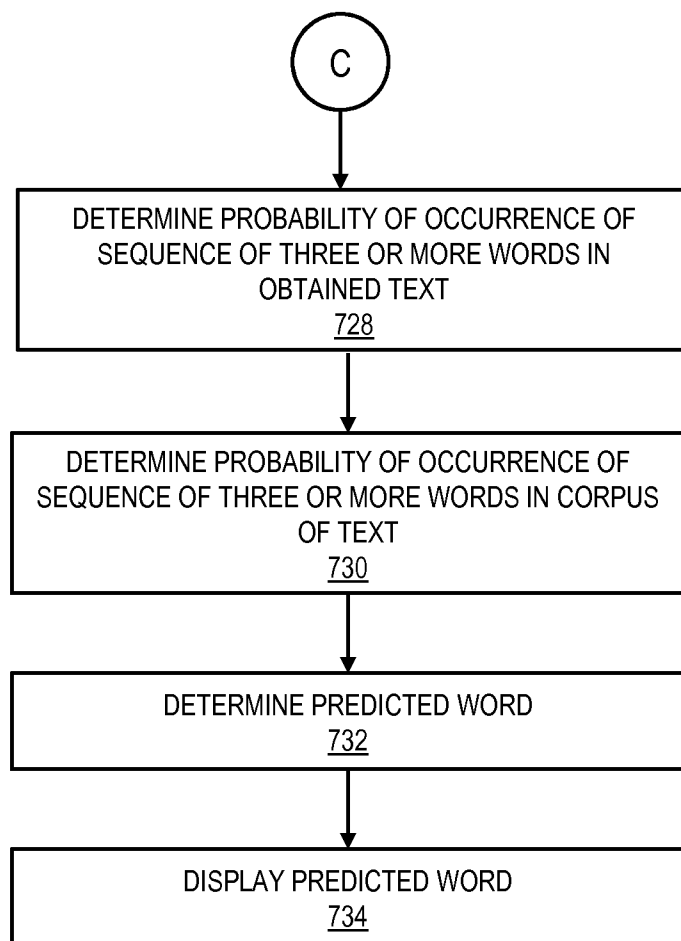 C
DETERMINE PROBABILITY OF OCCURRENCE OF
SEQUENCE OF THREE OR MORE WORDS IN
OBTAINED TEXT
728
DETERMINE PROBABILITY OF OCCURRENCE OF
SEQUENCE OF THREE OR MORE WORDS IN CORPUS
OF TEXT
730
DETERMINE PREDICTED WORD
732
DISPLAY PREDICTED WORD
734